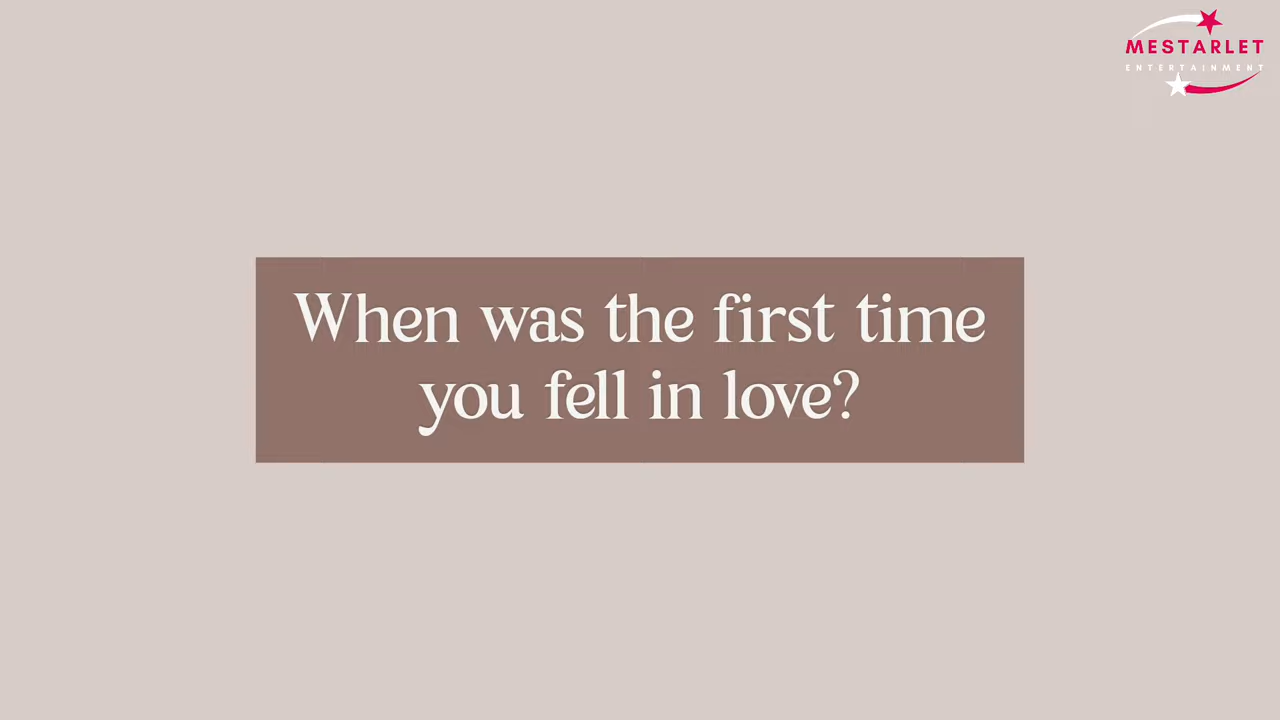 MESTARLET
ENTERTAINMENT
When was the first time
you fell in love?